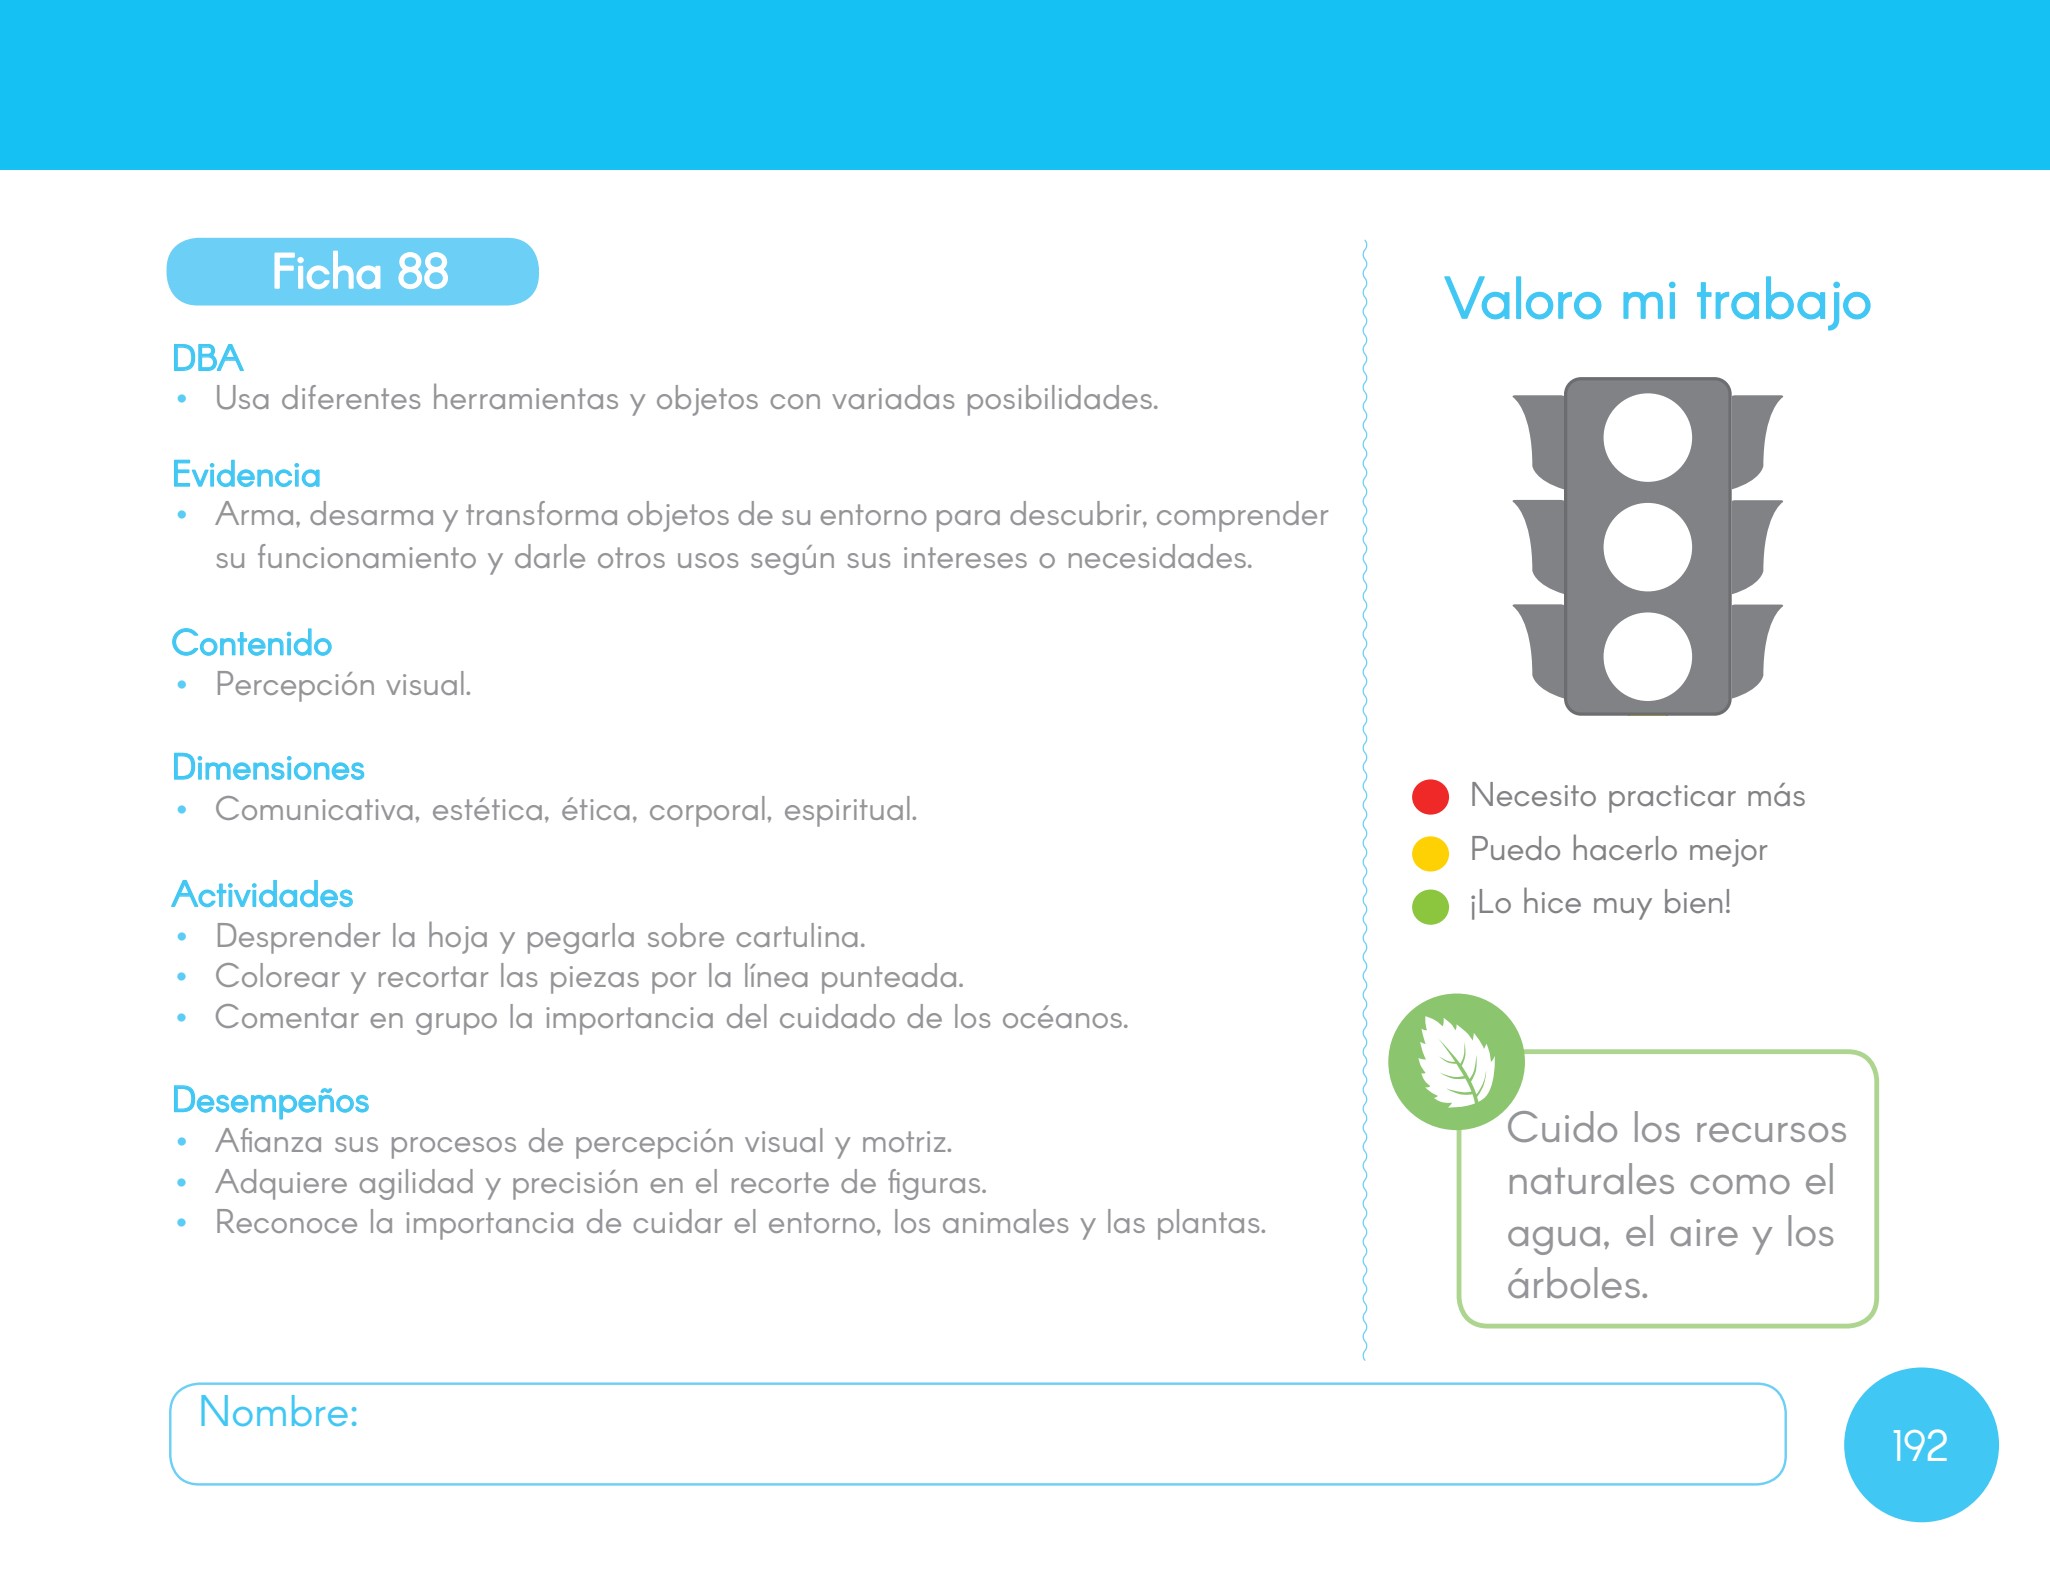 Ficha 88
DBA
• Usa diferentes herramientas y objetos con variadas posibilidades.
Evidencia
• Arma, desarma y transforma objetos de su entorno para descubrir, comprender
su funcionamiento y darle otros usos según sus intereses o necesidades.
Contenido
• Percepción visual.
Dimensiones
• Comunicativa, estética, ética, corporal, espiritual.
Actividades
• Desprender la hoja y pegarla sobre cartulina.
• Colorear y recortar las piezas por la línea punteada.
• Comentar en grupo la importancia del cuidado de los océanos.
Desempeños
• Afianza sus procesos de percepción visual y motriz.
• Adquiere agilidad y precisión en el recorte de figuras.
• Reconoce la importancia de cuidar el entorno, los animales y las plantas.
Valoro mi trabajo
Necesito practicar más
Puedo hacerlo mejor
¡Lo hice muy bien!
Cuido los recursos
naturales como el
agua, el aire y los
árboles.
Nombre:
192